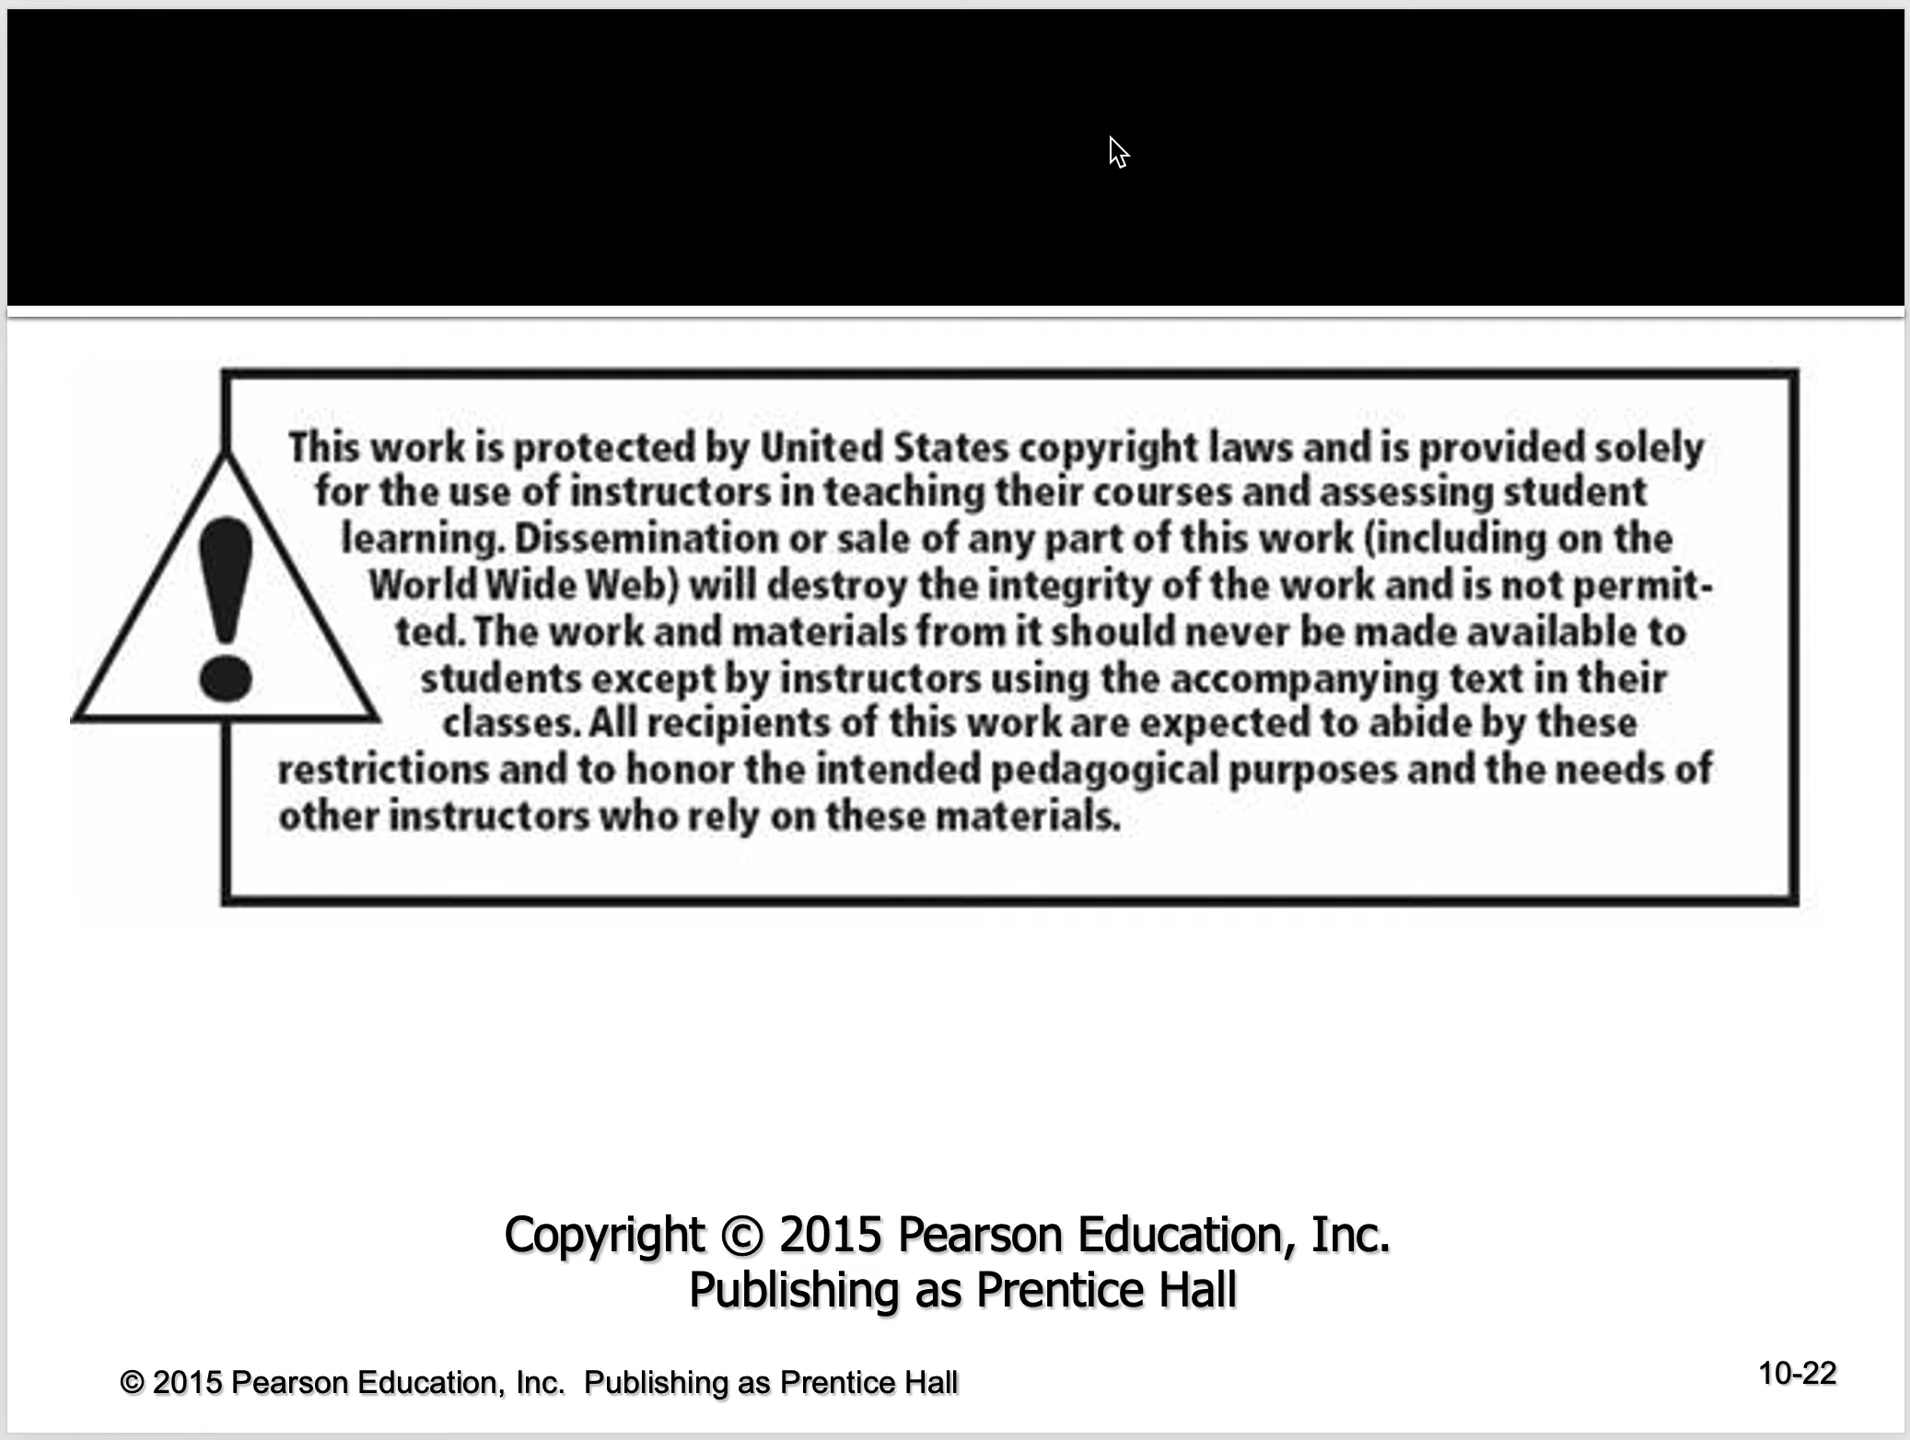 This work is protected by United States copyright laws and is provided solely
for the use of instructors in teaching their courses and assessing student
learning. Dissemination or sale of any part of this work (including on the
World Wide Web) will destroy the integrity of the work and is not permit-
ted. The work and materials from it should never be made available to
students except by instructors using the accompanying text in their
classes. All recipients of this work are expected to abide by these
restrictions and to honor the intended pedagogical purposes and the needs of
other instructors who rely on these materials.
Copyright © 2015 Pearson Education, Inc.
Publishing as Prentice Hall
© 2015 Pearson Education, Inc. Publishing as Prentice Hall
10-22